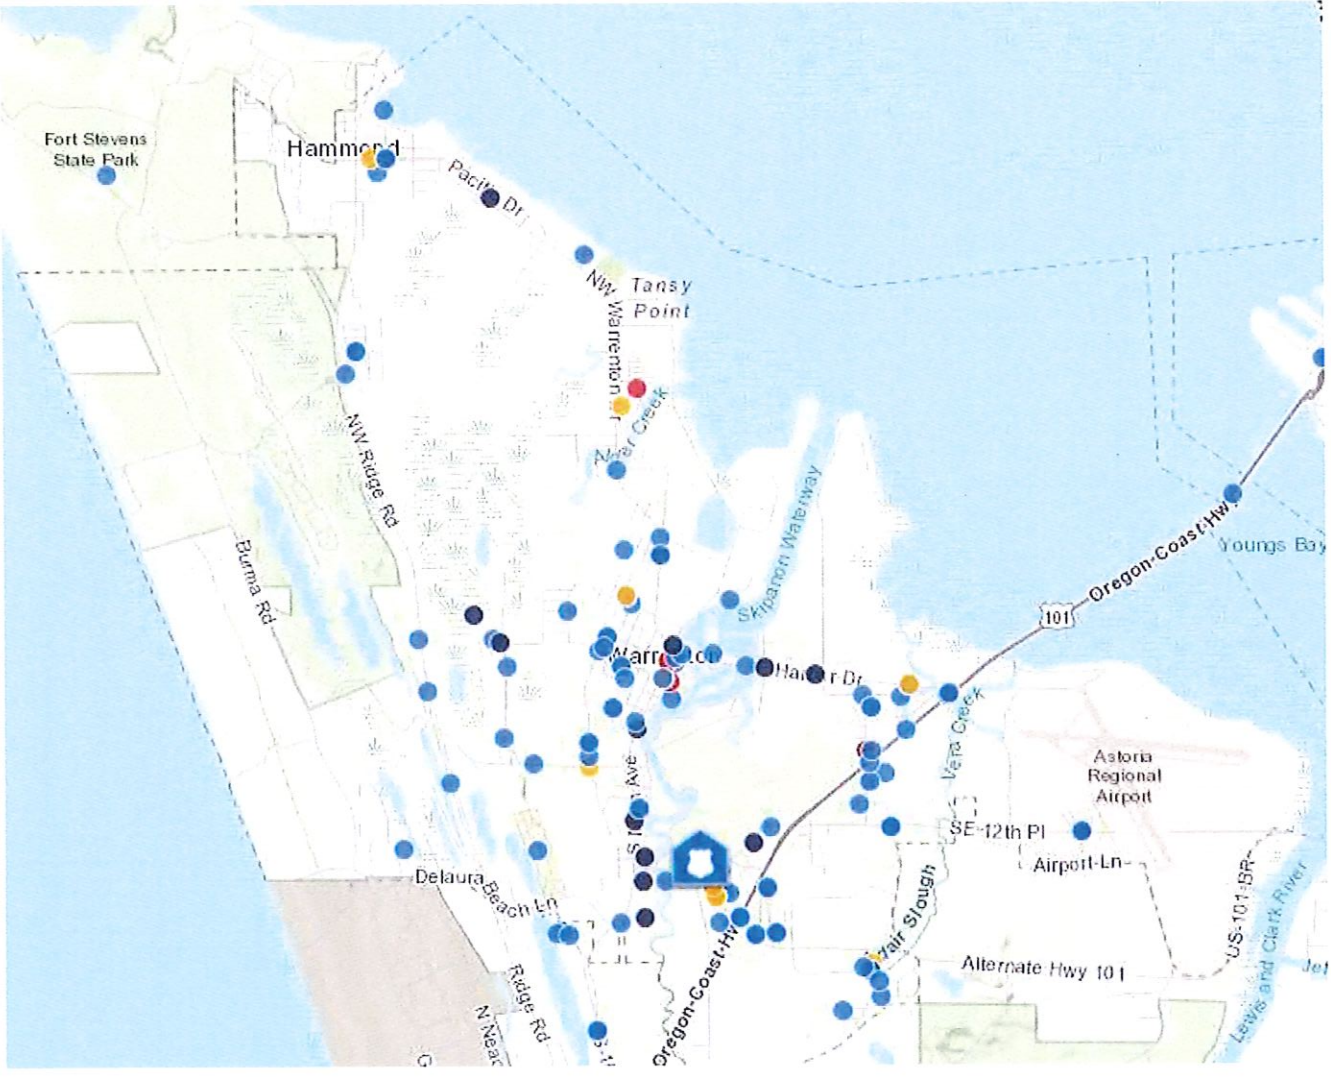 Fort Stevens
State Park
Hammond
Pacific Dr
NW Warrenton
Tansy
Point
Creek
NW Ridge Rd
Burma Rd
Skipanon Waterway
Oregon-Coast-Hwy
Youngs Bay
101
Warrenton
Harbor Dr
Vera Creek
Astoria
Regional
Airport
Ave
SE 12th Pl
Airport-Ln
Delaura
Beach Ln
US-101-BR
Slough
Lewis and Clark River
Alternate Hwy 101
Ridge Rd
Oregon-Coast-Hw